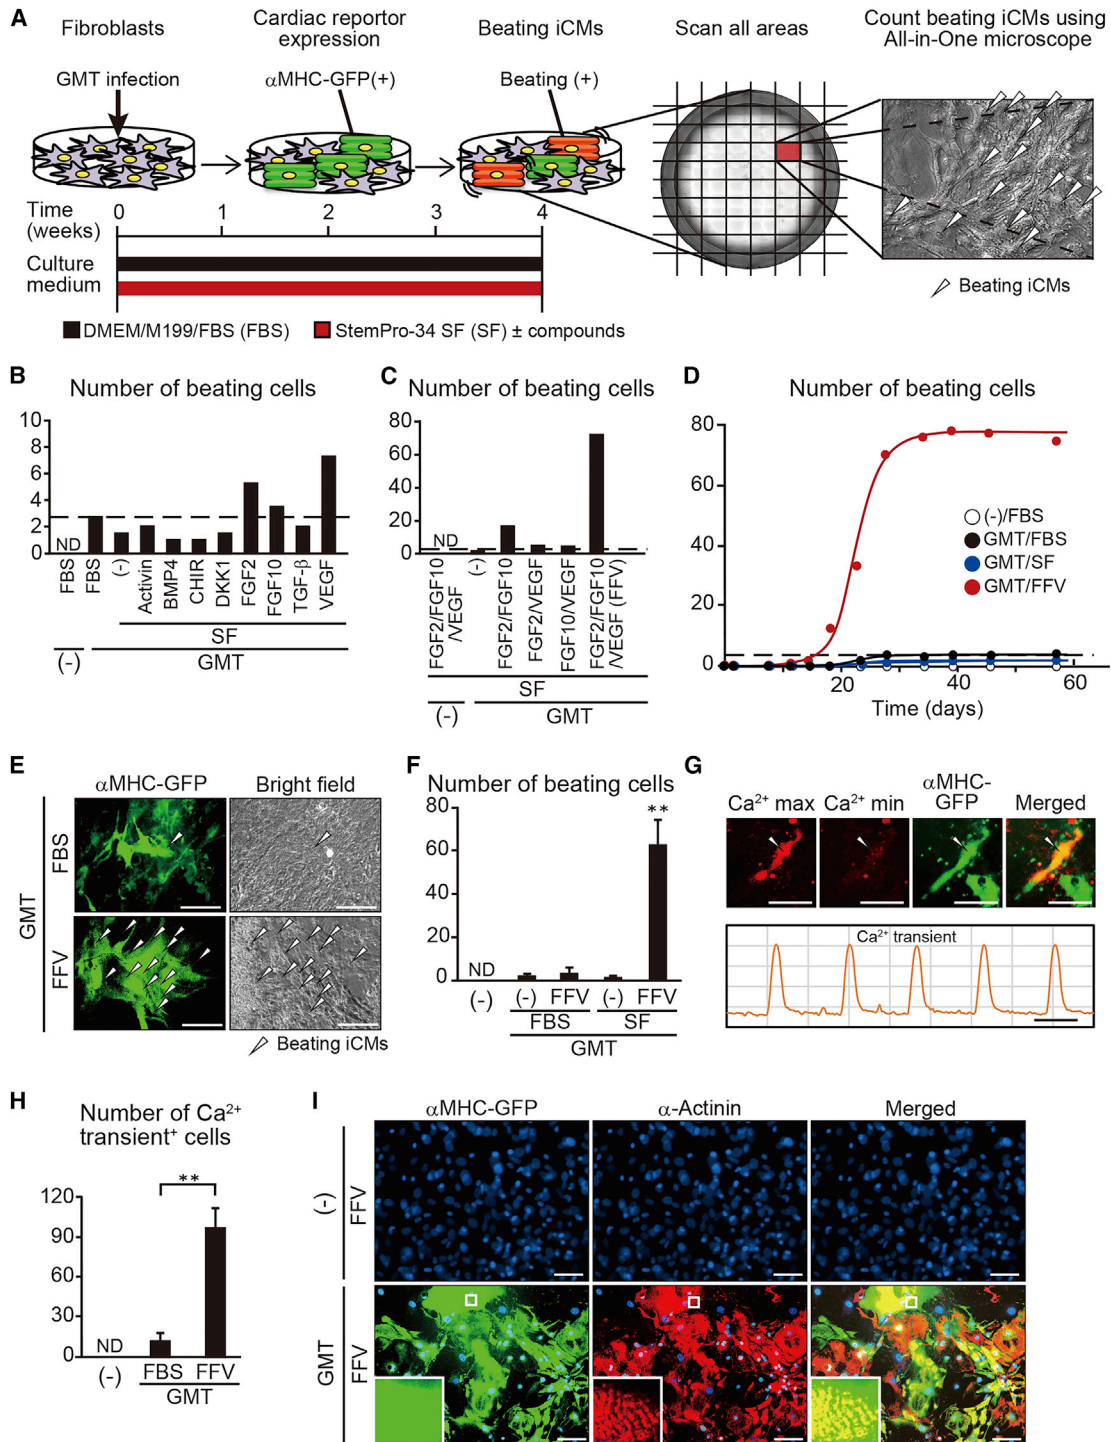 A
Fibroblasts
Cardiac reportor
expression
Beating iCMs
Scan all areas
Count beating iCMs using
All-in-One microscope
GMT infection
αMHC-GFP(+)
Beating (+)
Time
(weeks)
0
1
2
3
4
Culture
medium
Beating iCMs
DMEM/M199/FBS (FBS)
StemPro-34 SF (SF) ± compounds
B
Number of beating cells
10
8
6
4
2
0
ND
FBS
FBS
(-)
Activin
BMP4
CHIR
DKK1
FGF2
FGF10
TGF-β
VEGF
SF
(-)
GMT
C
Number of beating cells
80
60
40
20
0
ND
FGF2/FGF10
/VEGF
(-)
FGF2/FGF10
FGF2/VEGF
FGF10/VEGF
FGF2/FGF10
/VEGF (FFV)
SF
(-)
GMT
D
Number of beating cells
80
60
40
20
0
(-)/FBS
GMT/FBS
GMT/SF
GMT/FFV
20
40
60
Time (days)
E
αMHC-GFP
Bright field
GMT
FBS
FFV
Beating iCMs
F
Number of beating cells
80
60
40
20
0
**
ND
(-)
(-)
FFV
(-)
FFV
FBS
SF
GMT
G
Ca²⁺ max
Ca²⁺ min
αMHC-
GFP
Merged
Ca²⁺ transient
H
Number of Ca²⁺
transient⁺ cells
120
90
60
30
0
**
ND
(-)
FBS
FFV
GMT
I
αMHC-GFP
α-Actinin
Merged
(-)
FFV
GMT
FFV